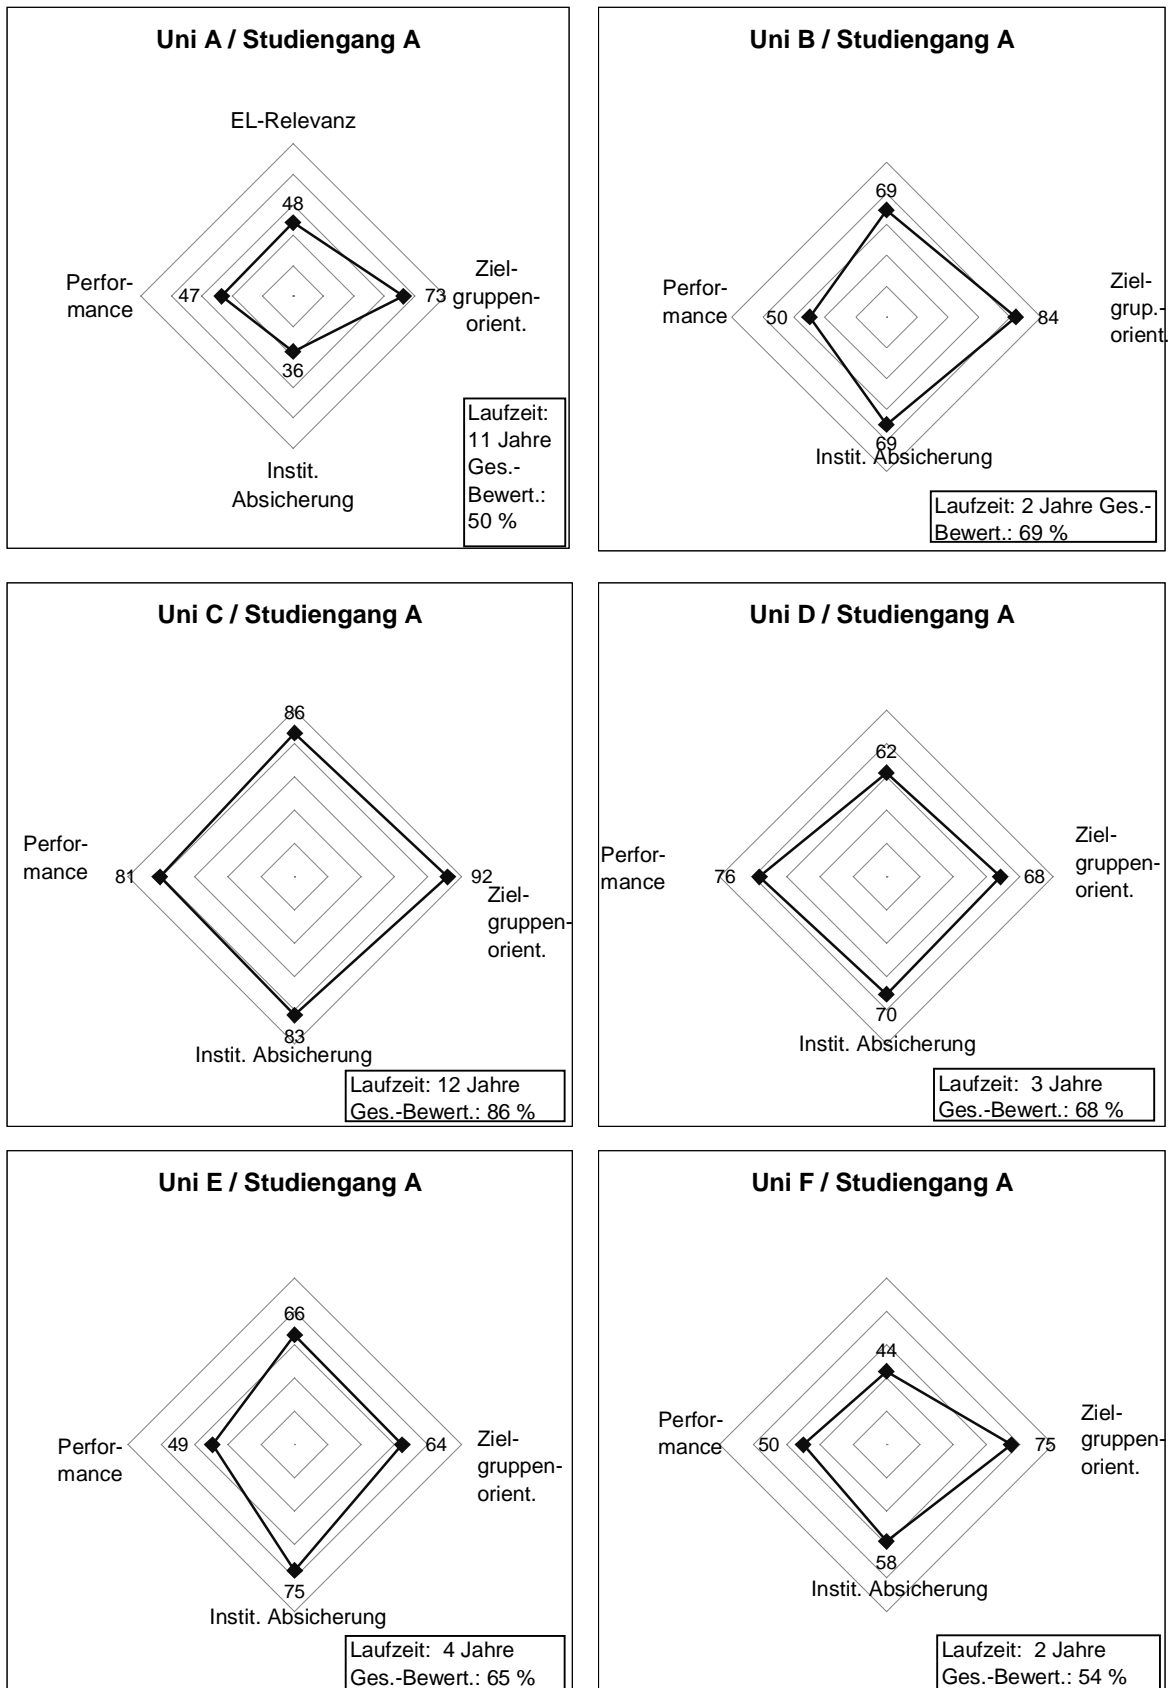 Uni A / Studiengang A
EL-Relevanz
48
Perfor-
mance
47
73
Ziel-
gruppen-
orient.
36
Instit.
Absicherung
Laufzeit:
11 Jahre
Ges.-
Bewert.:
50 %
Uni B / Studiengang A
69
Perfor-
mance
50
84
Ziel-
grup.-
orient.
69
Instit. Absicherung
Laufzeit: 2 Jahre Ges.-
Bewert.: 69 %
Uni C / Studiengang A
86
Perfor-
mance
81
92
Ziel-
gruppen-
orient.
83
Instit. Absicherung
Laufzeit: 12 Jahre
Ges.-Bewert.: 86 %
Uni D / Studiengang A
62
Perfor-
mance
76
68
Ziel-
gruppen-
orient.
70
Instit. Absicherung
Laufzeit: 3 Jahre
Ges.-Bewert.: 68 %
Uni E / Studiengang A
66
Perfor-
mance
49
64
Ziel-
gruppen-
orient.
75
Instit. Absicherung
Laufzeit: 4 Jahre
Ges.-Bewert.: 65 %
Uni F / Studiengang A
44
Perfor-
mance
50
75
Ziel-
gruppen-
orient.
58
Instit. Absicherung
Laufzeit: 2 Jahre
Ges.-Bewert.: 54 %